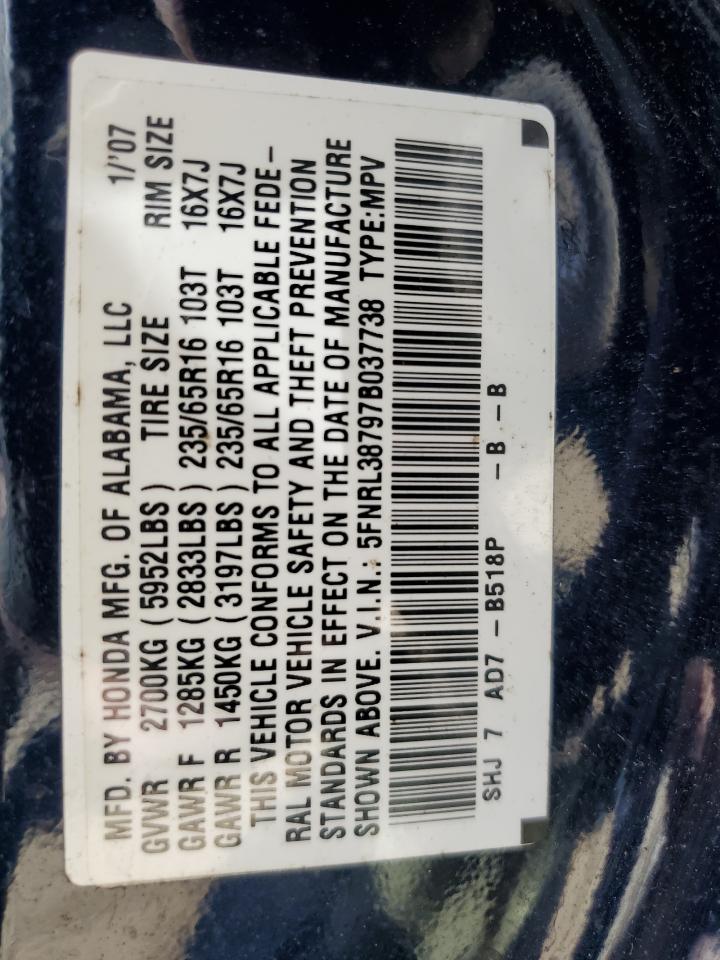 MFD. BY HONDA MFG. OF ALABAMA, LLC 1/'07
GVWR 2700KG (5952LBS) TIRE SIZE RIM SIZE
GAWR F 1285KG (2833LBS) 235/65R16 103T 16X7J
GAWR R 1450KG (3197LBS) 235/65R16 103T 16X7J
THIS VEHICLE CONFORMS TO ALL APPLICABLE FEDE-
RAL MOTOR VEHICLE SAFETY AND THEFT PREVENTION
STANDARDS IN EFFECT ON THE DATE OF MANUFACTURE
SHOWN ABOVE. V.I.N.: 5FNRL38797B037738 TYPE:MPV
SHJ 7 AD7 -B518P -B -B